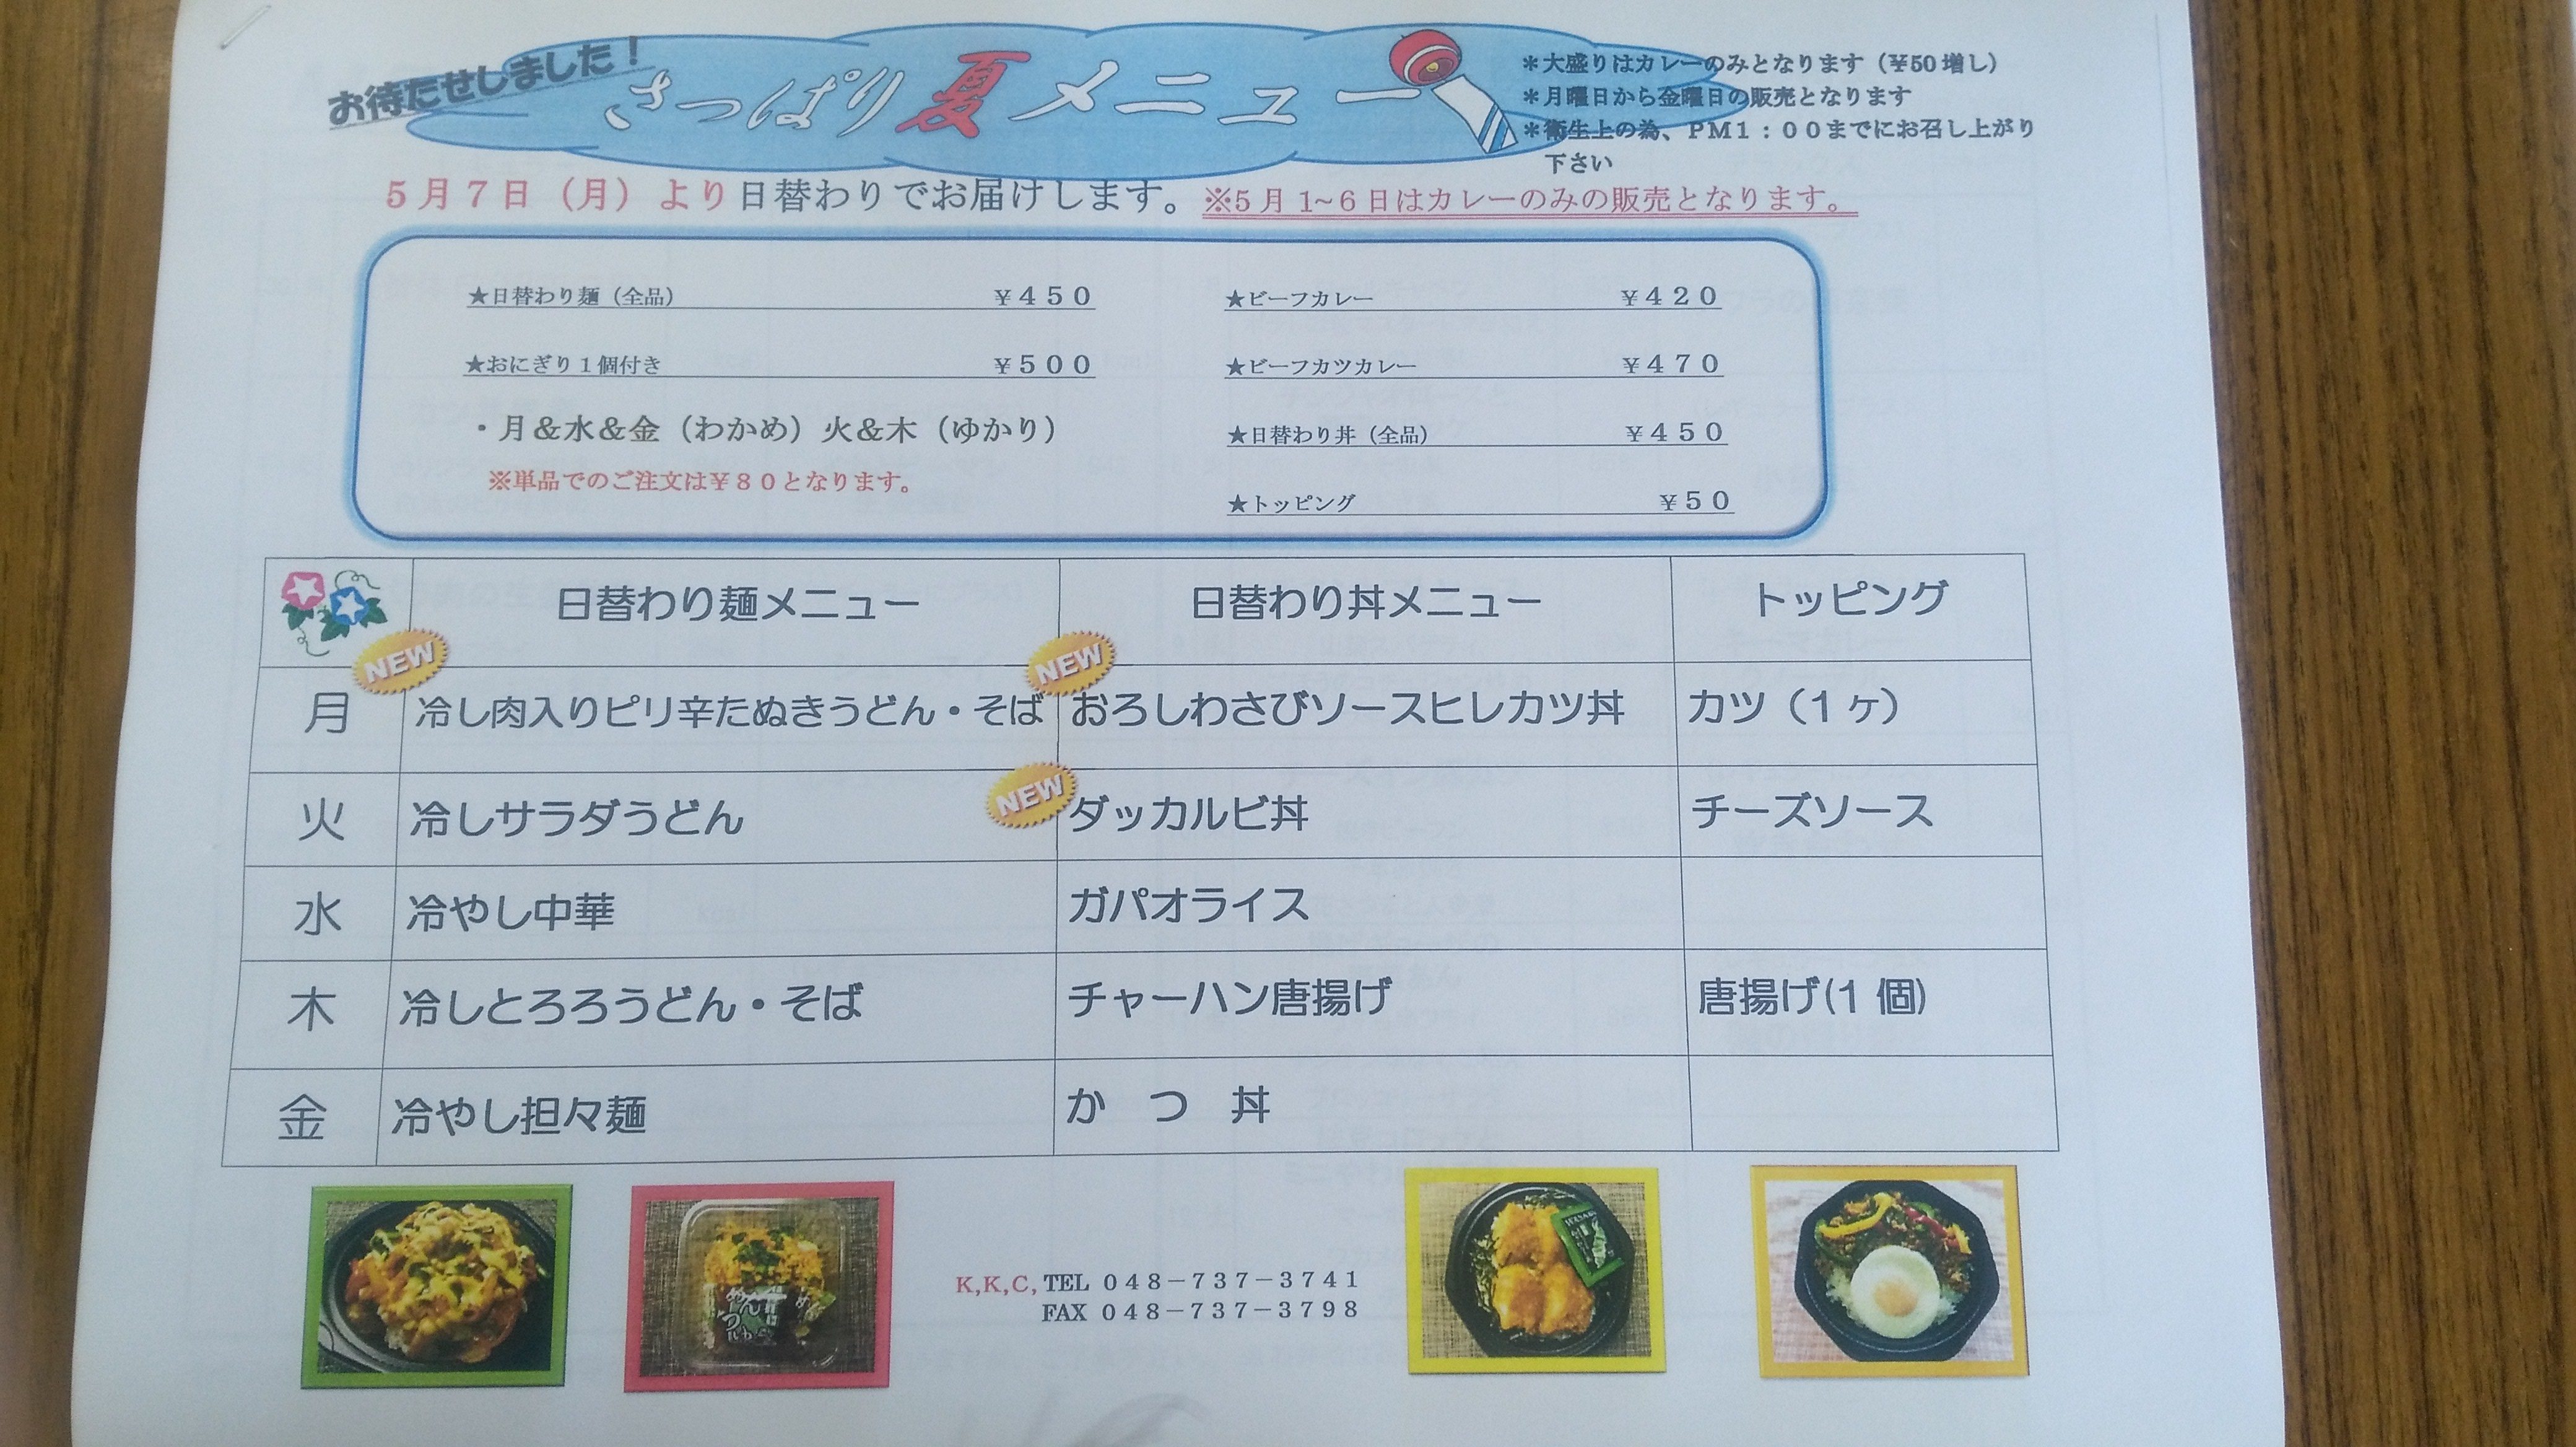 お待たせしました！
さっぱり夏メニュー
＊大盛りはカレーのみとなります（¥50増し）
＊月曜日から金曜日の販売となります
＊衛生上の為、PM1：00までにお召し上がり
下さい
5月7日（月）より日替わりでお届けします。※5月1~6日はカレーのみの販売となります。
★日替わり麺（全品） ¥450
★おにぎり1個付き ¥500
・月&水&金（わかめ）火&木（ゆかり）
※単品でのご注文は¥80となります。
★ビーフカレー ¥420
★ビーフカツカレー ¥470
★日替わり丼（全品） ¥450
★トッピング ¥50
日替わり麺メニュー 日替わり丼メニュー トッピング
月 NEW 冷し肉入りピリ辛たぬきうどん・そば NEW おろしわさびソースヒレカツ丼 カツ（1ヶ）
火 冷しサラダうどん NEW ダッカルビ丼 チーズソース
水 冷やし中華 ガパオライス
木 冷しとろろうどん・そば チャーハン唐揚げ 唐揚げ(1個)
金 冷やし担々麺 か つ 丼
K,K,C, TEL 048－737－3741
FAX 048－737－3798